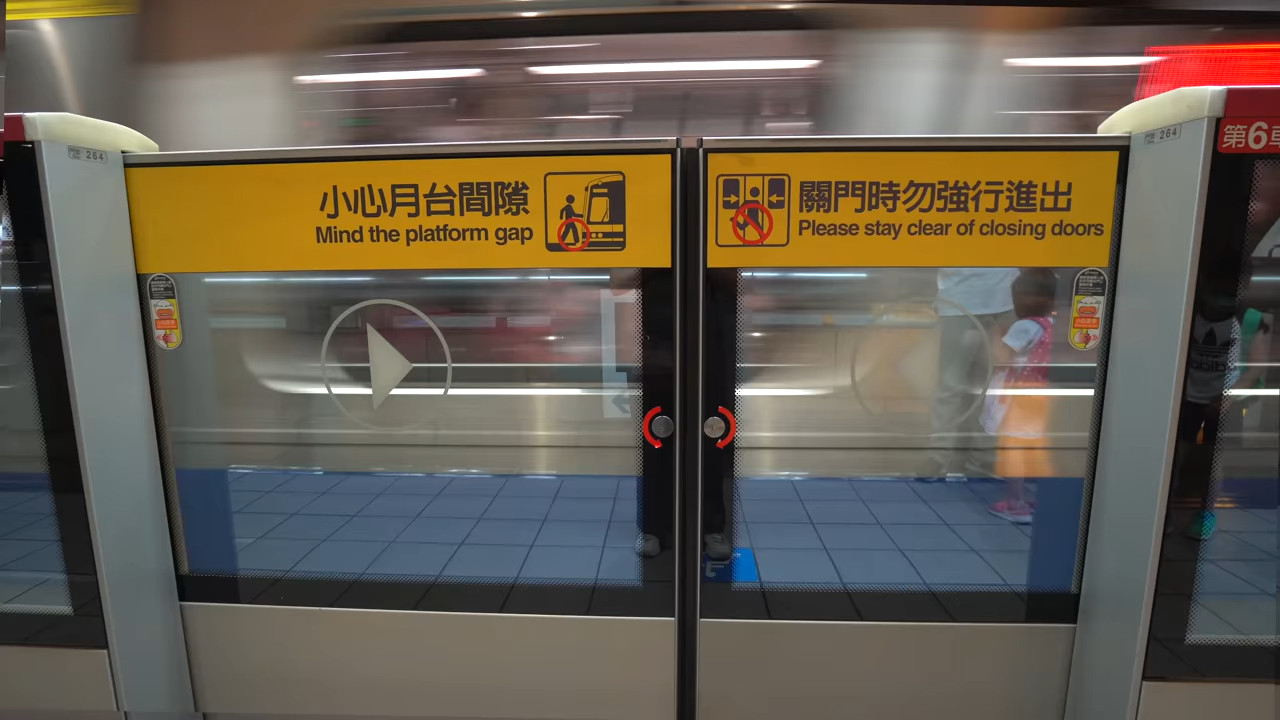 264
小心月台間隙
Mind the platform gap
關門時勿強行進出
Please stay clear of closing doors
264
第6車